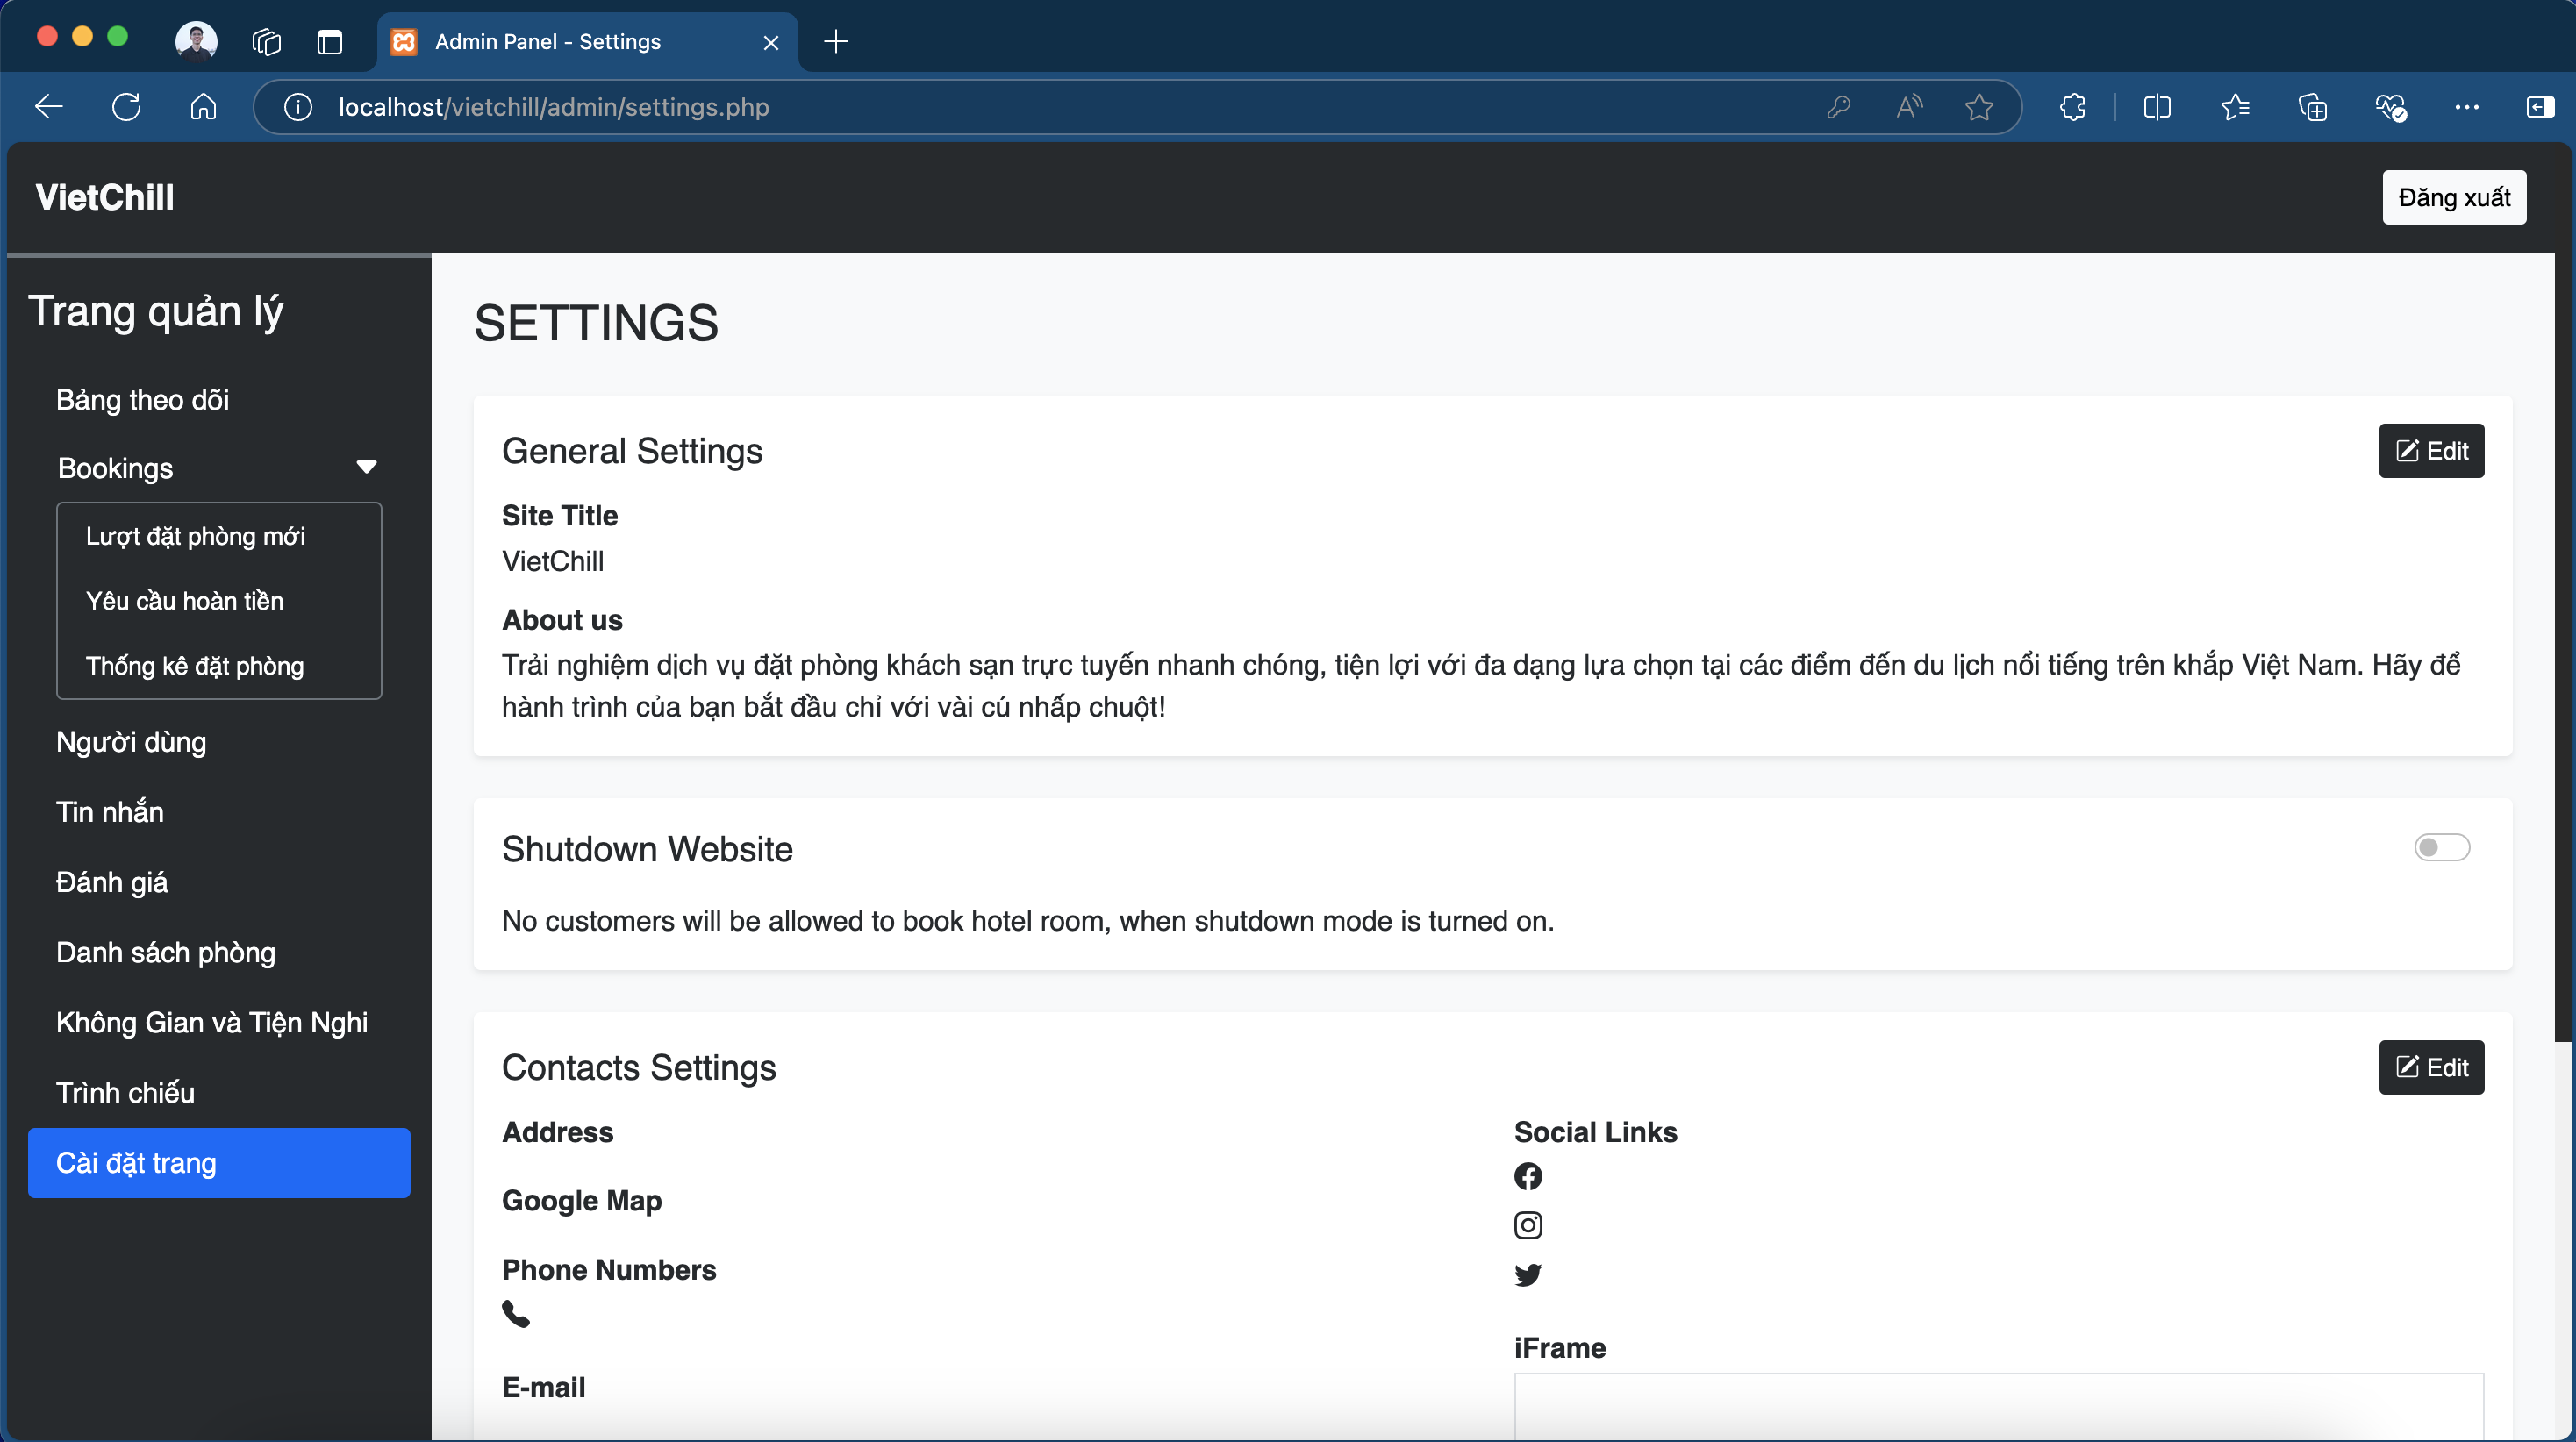 Admin Panel - Settings
localhost/vietchill/admin/settings.php
VietChill
Đăng xuất
Trang quản lý
Bảng theo dõi
Bookings
Lượt đặt phòng mới
Yêu cầu hoàn tiền
Thống kê đặt phòng
Người dùng
Tin nhắn
Đánh giá
Danh sách phòng
Không Gian và Tiện Nghi
Trình chiếu
Cài đặt trang
SETTINGS
General Settings
Edit
Site Title
VietChill
About us
Trải nghiệm dịch vụ đặt phòng khách sạn trực tuyến nhanh chóng, tiện lợi với đa dạng lựa chọn tại các điểm đến du lịch nổi tiếng trên khắp Việt Nam. Hãy để
hành trình của bạn bắt đầu chỉ với vài cú nhấp chuột!
Shutdown Website
No customers will be allowed to book hotel room, when shutdown mode is turned on.
Contacts Settings
Edit
Address
Google Map
Phone Numbers
E-mail
Social Links
iFrame